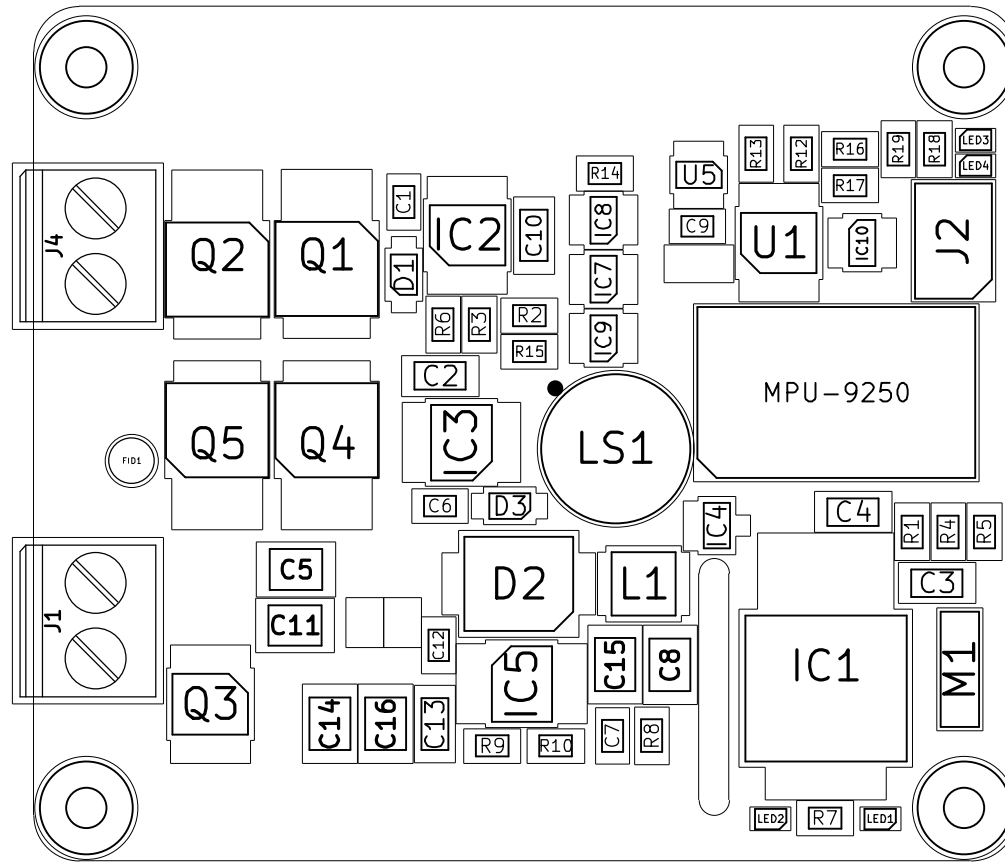 R13
R12
R16
R19
R18
LED3
LED4
R14
U5
R17
C1
IC2
C10
IC8
C9
U1
IC10
J2
J4
Q2
Q1
D1
IC7
R6
R3
R2
R15
IC9
C2
MPU-9250
Q5
Q4
IC3
LS1
FID1
C6
D3
IC4
C4
R1
R4
R5
C5
D2
L1
C3
J1
C11
C12
IC5
C15
C8
IC1
M1
Q3
C14
C16
C13
R9
R10
C7
R8
LED2
R7
LED1